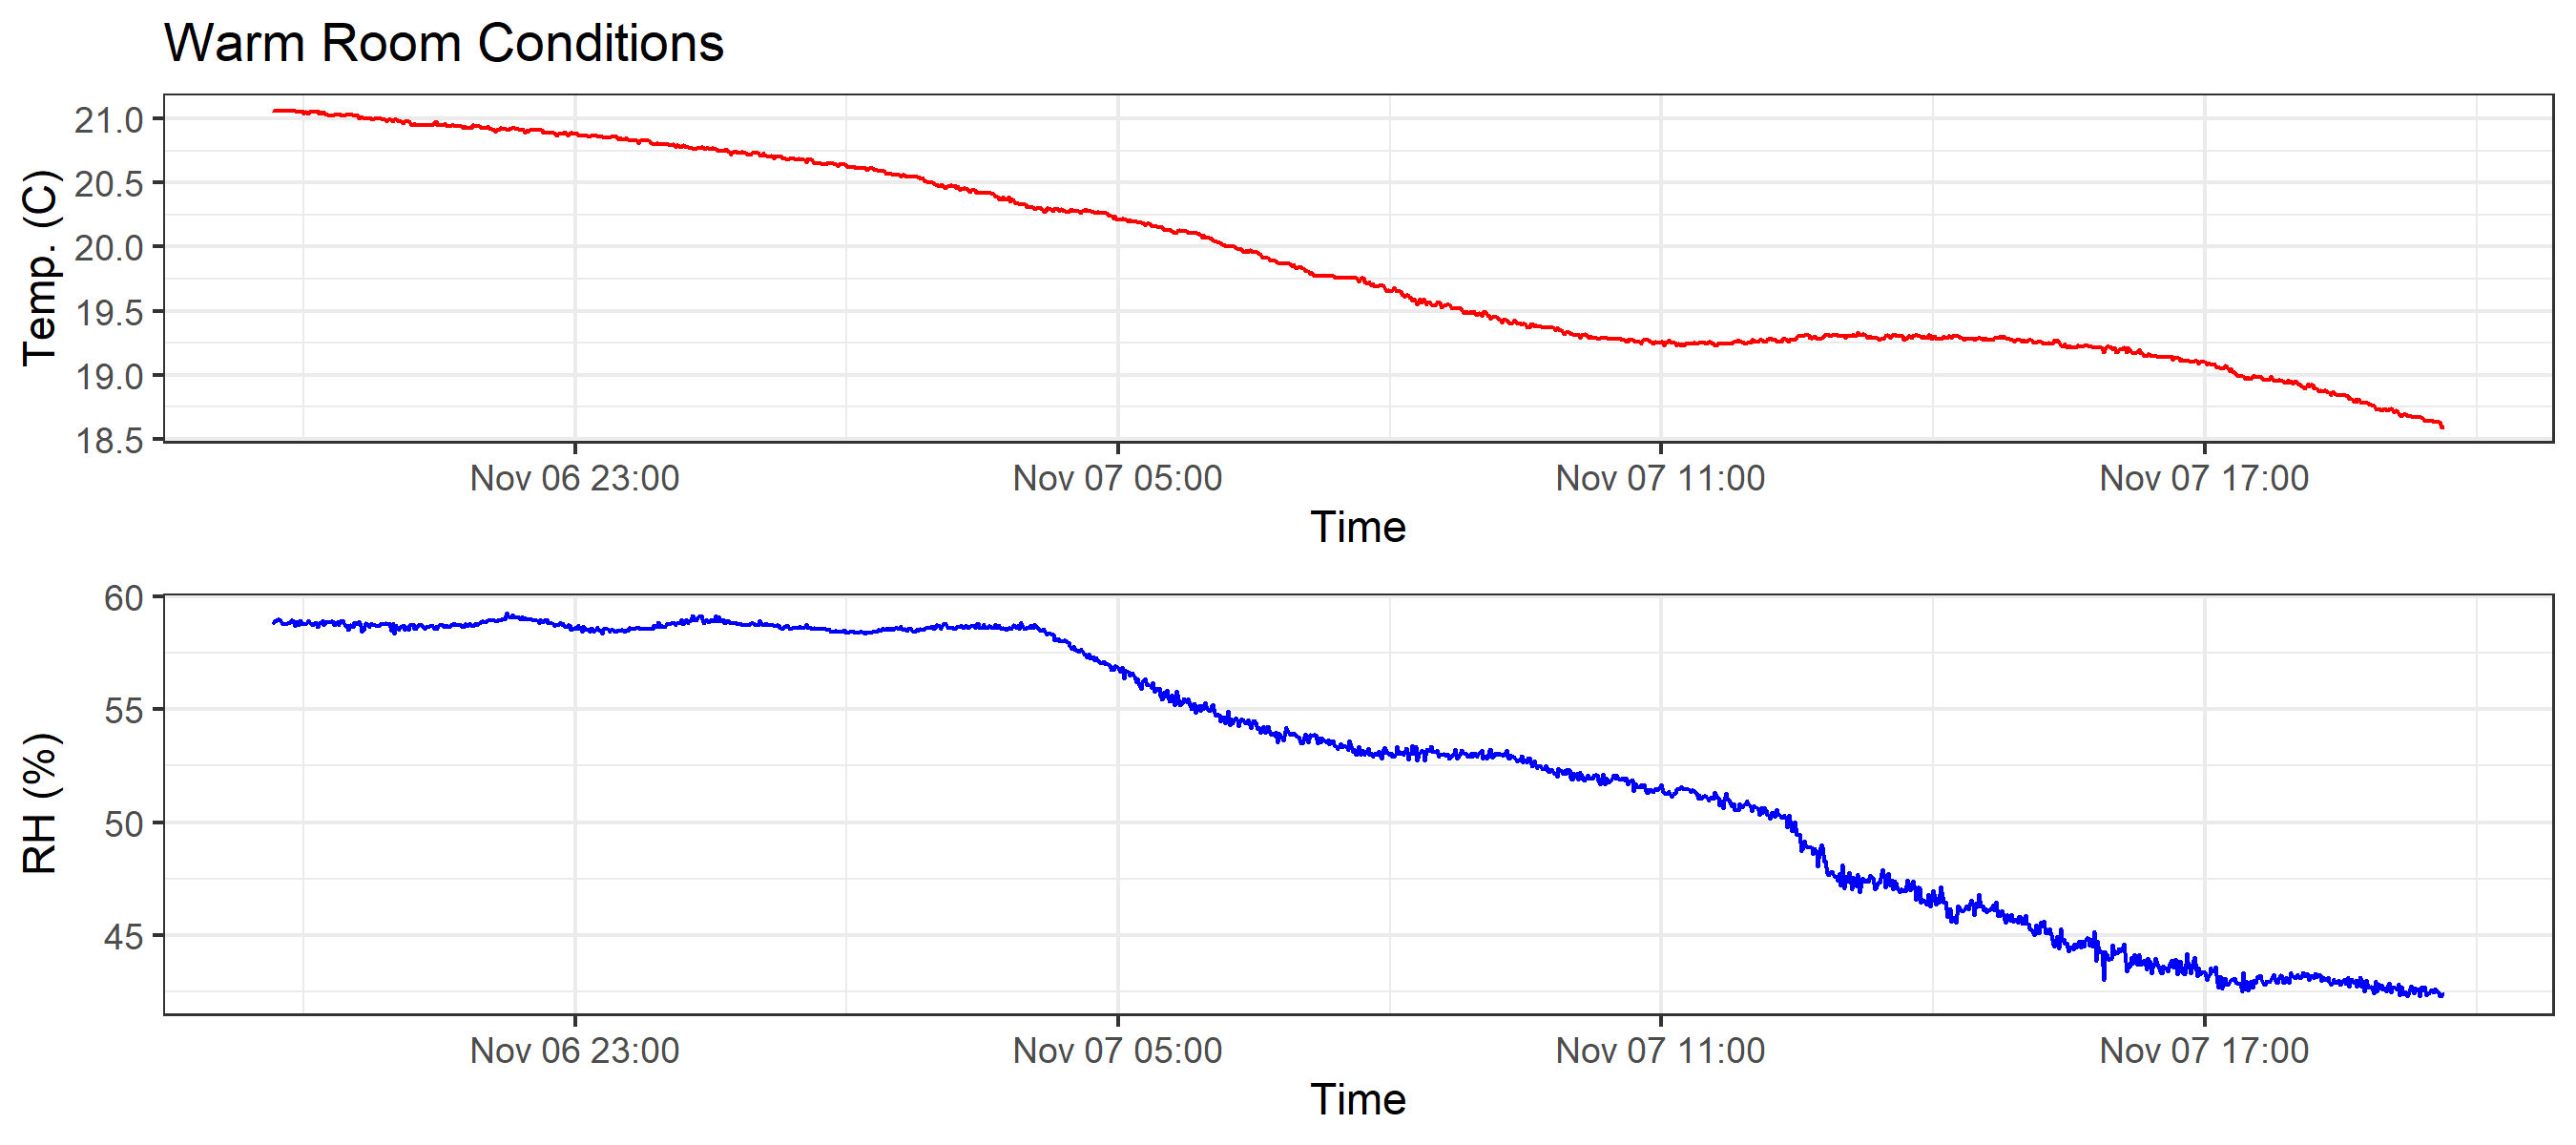 Warm Room Conditions
Temp. (C)
21.0
20.5
20.0
19.5
19.0
18.5
Nov 06 23:00 Nov 07 05:00 Nov 07 11:00 Nov 07 17:00
Time
RH (%)
60
55
50
45
Nov 06 23:00 Nov 07 05:00 Nov 07 11:00 Nov 07 17:00
Time